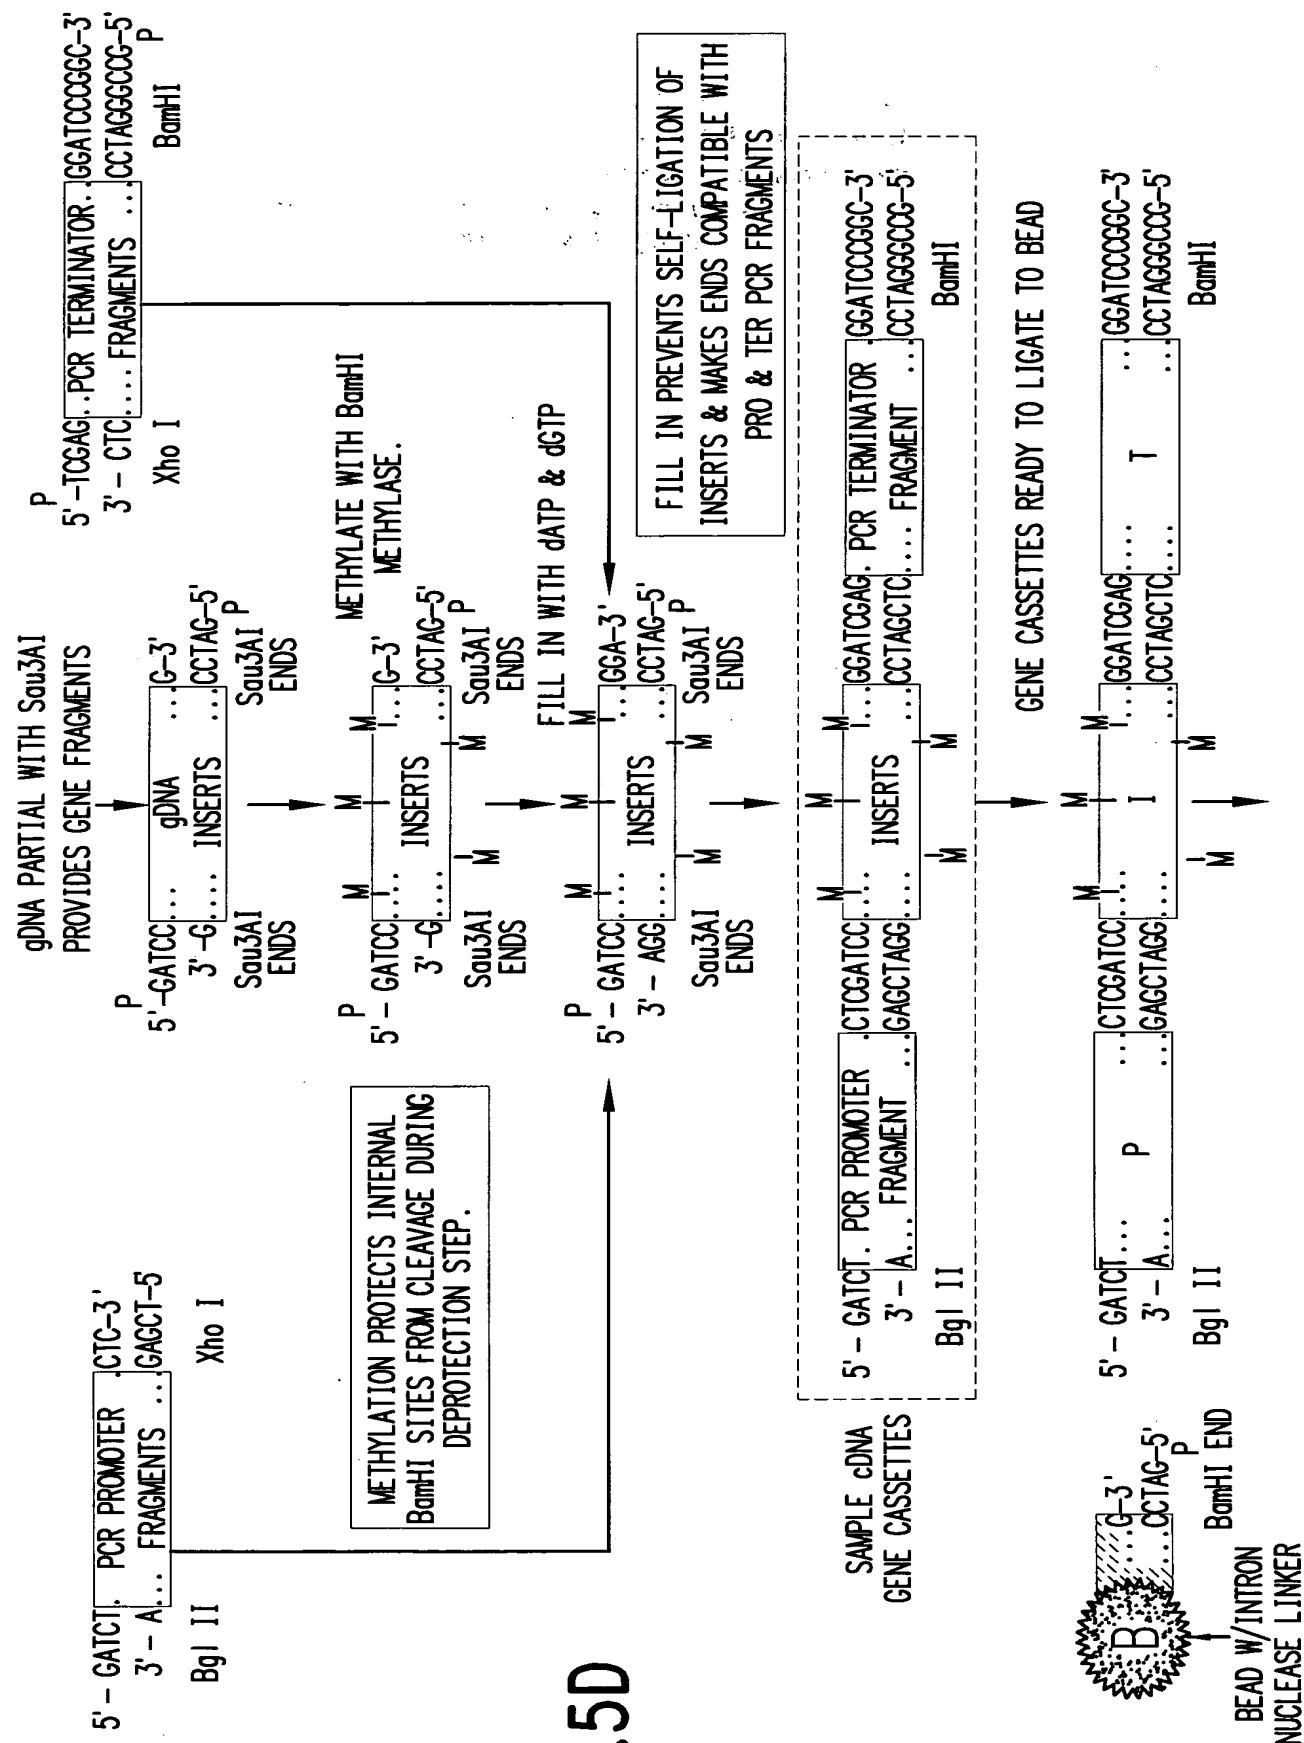 gDNA PARTIAL WITH Sau3AI
PROVIDES GENE FRAGMENTS
5'- GATCT. PCR PROMOTER .CTC-3'
3'- A... FRAGMENTS ...GAGCT-5'
Bgl II
Xho I
P
5'-GATCC... gDNA ...G-3'
3'-G.... INSERTS ...CCTAG-5'
P
Sau3AI
ENDS
Sau3AI
ENDS
P
5'-TCGAG..PCR TERMINATOR..GGATCCCGGC-3'
3'- CTC.... FRAGMENTS ...CCTAGGGCCG-5'
P
Xho I
BamHI
METHYLATE WITH BamHI
METHYLASE.
METHYLATION PROTECTS INTERNAL
BamHI SITES FROM CLEAVAGE DURING
DEPROTECTION STEP.
M M M
P
5'- GATCC.... ...G-3'
3'-G.... INSERTS ...CCTAG-5'
P
M M
Sau3AI
ENDS
Sau3AI
ENDS
FILL IN WITH dATP & dGTP
M M M
P
5'- GATCC.... ... GGA-3'
3'- AGG.... INSERTS ... CCTAG-5'
P
M M
Sau3AI
ENDS
Sau3AI
ENDS
FILL IN PREVENTS SELF-LIGATION OF
INSERTS & MAKES ENDS COMPATIBLE WITH
PRO & TER PCR FRAGMENTS
.5D
SAMPLE cDNA
GENE CASSETTES
M M M
5'- GATCT. PCR PROMOTER .CTCGATCC... ...GGATCGAG. PCR TERMINATOR .GGATCCCGGC-3'
3'- A... FRAGMENT ...GAGCTAGG.... INSERTS ...CCTAGCTC.... FRAGMENT ...CCTAGGGCCG-5'
M M
Bgl II
BamHI
GENE CASSETTES READY TO LIGATE TO BEAD
M M M
B ....G-3'
....CCTAG-5'
P
BamHI END
BEAD W/INTRON
NUCLEASE LINKER
5'- GATCT... P ...CTCGATCC... I ...GGATCGAG.... T ...GGATCCCGGC-3'
3'- A... ...GAGCTAGG.... ...CCTAGCTC.... ...CCTAGGGCCG-5'
M M
Bgl II
BamHI